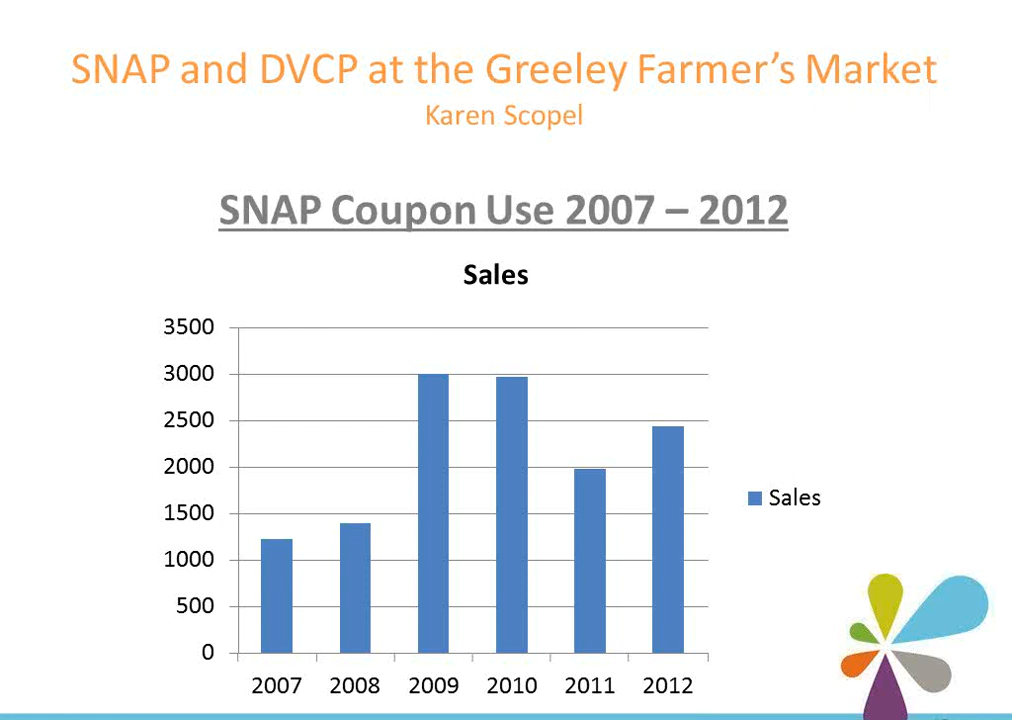 SNAP and DVCP at the Greeley Farmer’s Market
Karen Scopel
SNAP Coupon Use 2007 – 2012
Sales
3500
3000
2500
2000
1500
1000
500
0
2007 2008 2009 2010 2011 2012
Sales